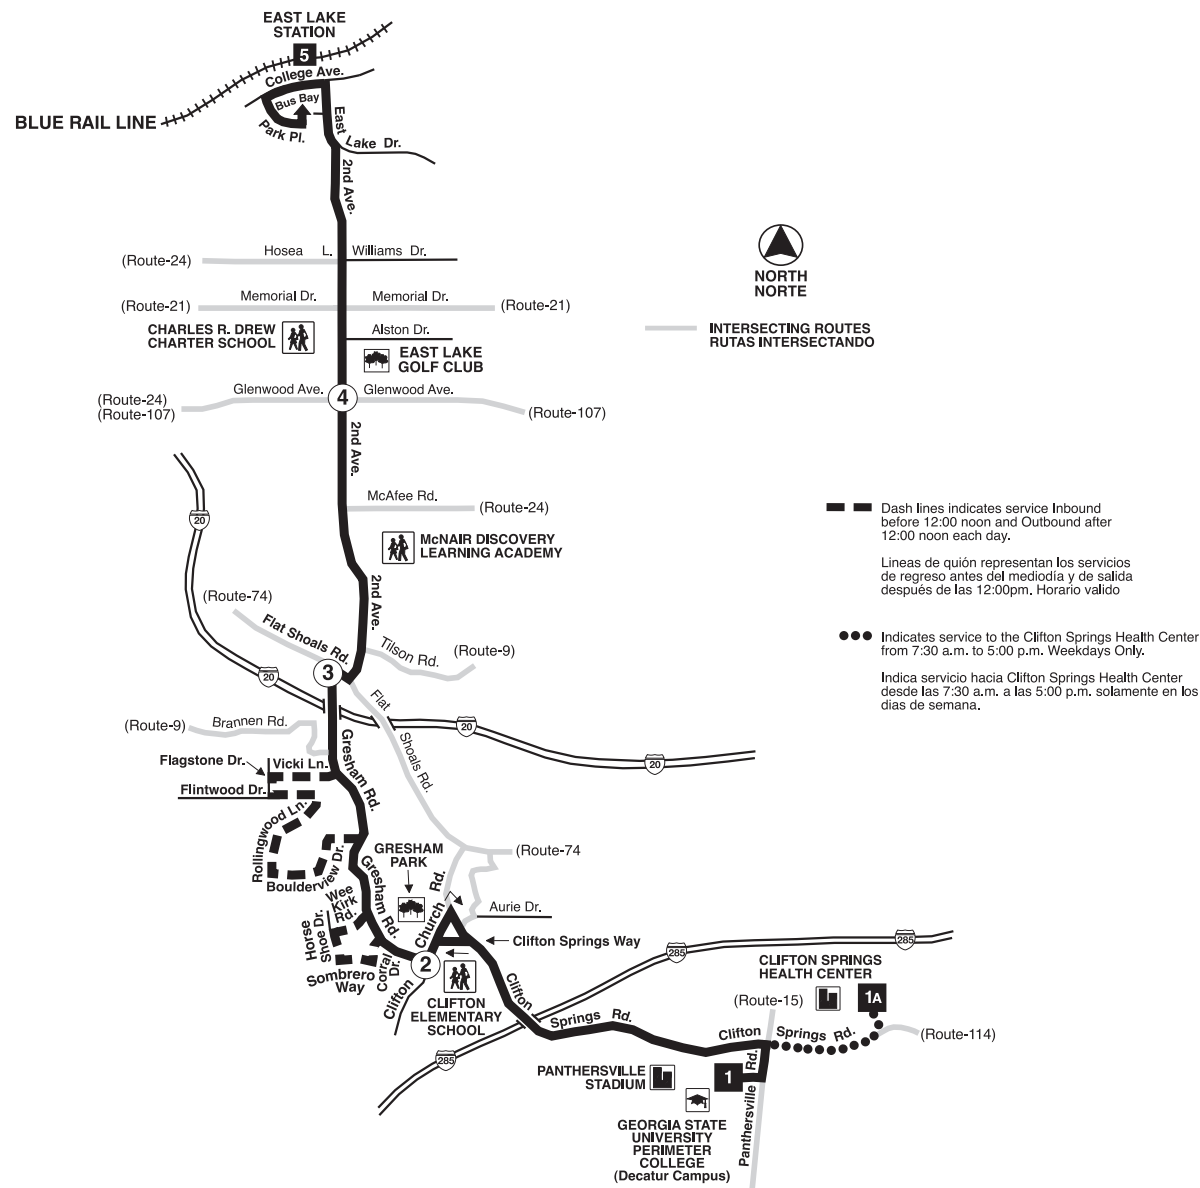 EAST LAKE
STATION
5
College Ave.
Bus Bay
BLUE RAIL LINE
Park Pl.
East Lake Dr.
2nd Ave.
Hosea L. Williams Dr.
(Route-24)
NORTH
NORTE
Memorial Dr.
Memorial Dr.
(Route-21)
(Route-21)
INTERSECTING ROUTES
RUTAS INTERSECTANDO
CHARLES R. DREW
CHARTER SCHOOL
Alston Dr.
EAST LAKE
GOLF CLUB
Glenwood Ave.
4
Glenwood Ave.
(Route-24)
(Route-107)
(Route-107)
2nd Ave.
McAfee Rd.
(Route-24)
20
Dash lines indicates service Inbound
before 12:00 noon and Outbound after
12:00 noon each day.
McNAIR DISCOVERY
LEARNING ACADEMY
Lineas de quión representan los servicios
de regreso antes del mediodía y de salida
después de las 12:00pm. Horario valido
2nd Ave.
(Route-74)
Flat Shoals Rd.
Tilson Rd.
(Route-9)
Indicates service to the Clifton Springs Health Center
from 7:30 a.m. to 5:00 p.m. Weekdays Only.
3
20
Indica servicio hacia Clifton Springs Health Center
desde las 7:30 a.m. a las 5:00 p.m. solamente en los
dias de semana.
Flat Shoals Rd.
(Route-9)
Brannen Rd.
20
20
Gresham Rd.
Flagstone Dr.
Vicki Ln.
Flintwood Dr.
Rollingwood Ln.
Boulderview Dr.
GRESHAM
PARK
(Route-74
Gresham Rd.
Wee
Kirk
Rd.
Church Rd.
Aurie Dr.
Horse
Shoe Dr.
Clifton Springs Way
285
285
Sombrero
Way
Corral
Dr.
2
Clifton
CLIFTON
ELEMENTARY
SCHOOL
CLIFTON SPRINGS
HEALTH CENTER
1A
(Route-15)
Clifton Springs Rd.
Clifton Springs Rd.
(Route-114)
285
PANTHERSVILLE
STADIUM
1
Panthersville Rd.
GEORGIA STATE
UNIVERSITY
PERIMETER
COLLEGE
(Decatur Campus)